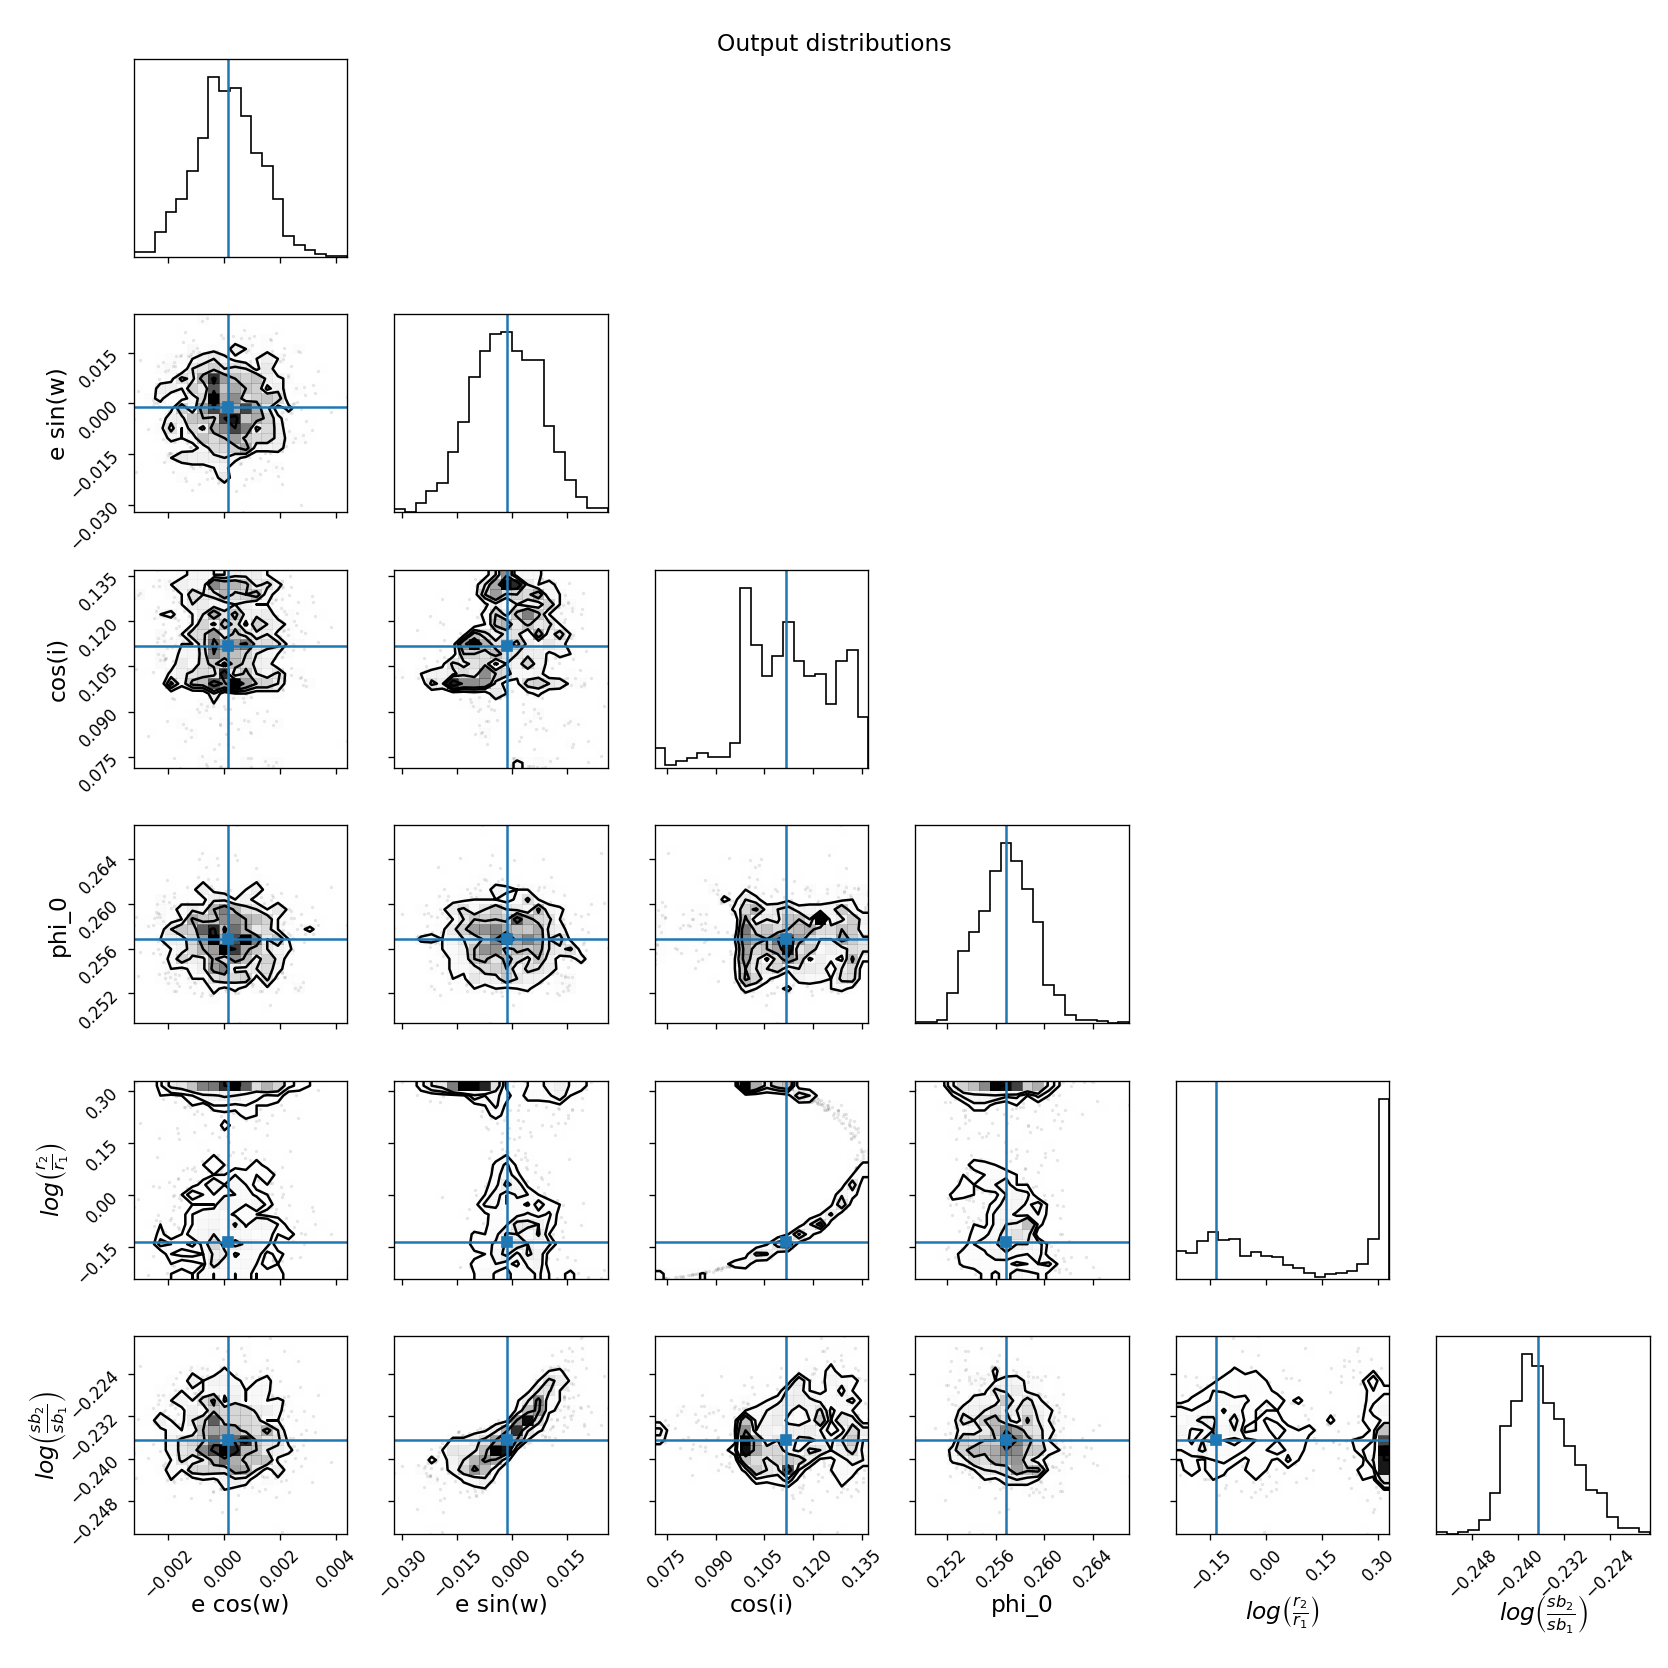 Output distributions
e sin(w)
0.015
0.000
−0.015
−0.030
cos(i)
0.135
0.120
0.105
0.090
0.075
phi_0
0.264
0.260
0.256
0.252
log(r₂/r₁)
0.30
0.15
0.00
−0.15
log(sb₂/sb₁)
−0.224
−0.232
−0.240
−0.248
−0.002 0.000 0.002 0.004
e cos(w)
−0.030 −0.015 0.000 0.015
e sin(w)
0.075 0.090 0.105 0.120 0.135
cos(i)
0.252 0.256 0.260 0.264
phi_0
−0.15 0.00 0.15 0.30
log(r₂/r₁)
−0.248 −0.240 −0.232 −0.224
log(sb₂/sb₁)